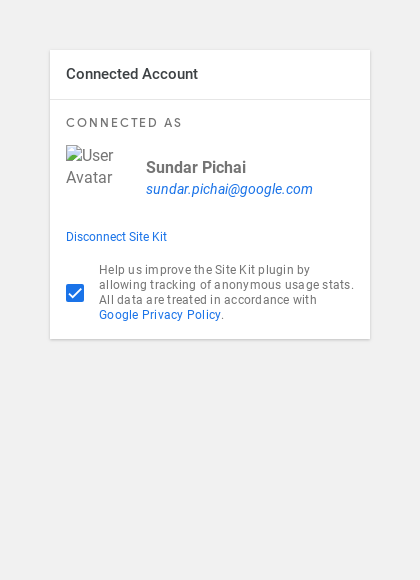 Connected Account
CONNECTED AS
User
Avatar
Sundar Pichai
sundar.pichai@google.com
Disconnect Site Kit
Help us improve the Site Kit plugin by
allowing tracking of anonymous usage stats.
All data are treated in accordance with
Google Privacy Policy.